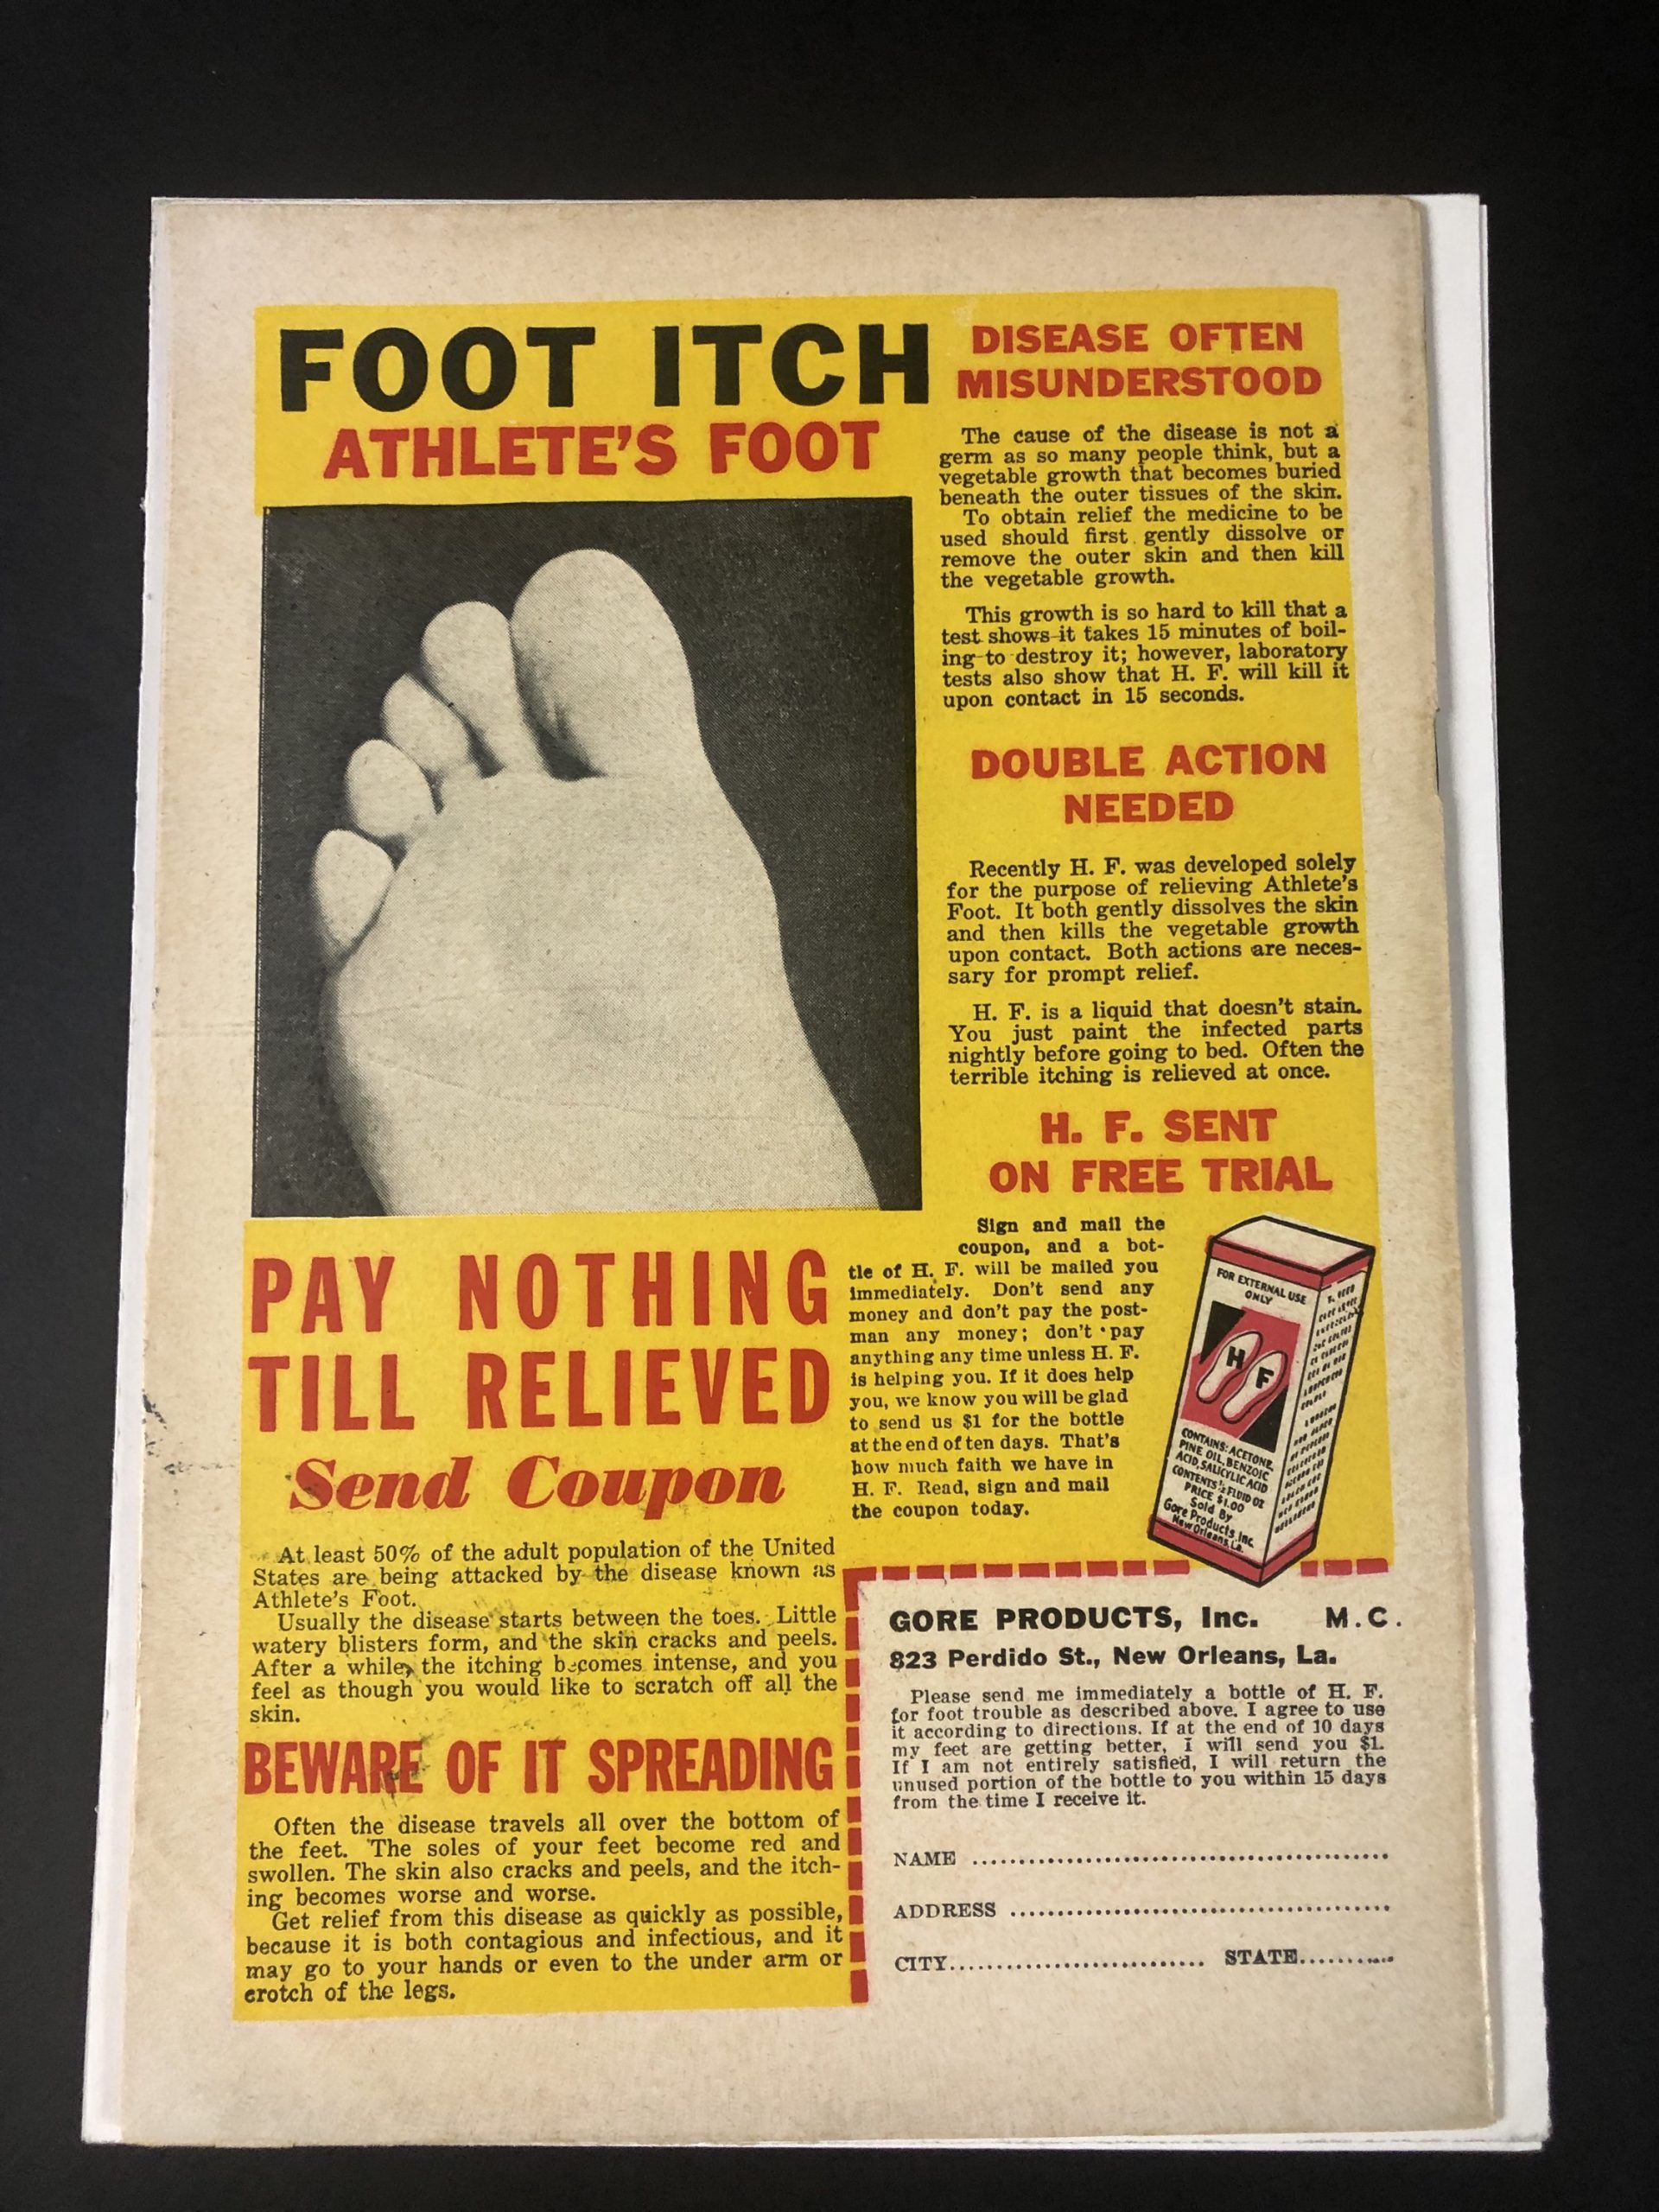 FOOT ITCH
ATHLETE'S FOOT
PAY NOTHING
TILL RELIEVED
Send Coupon
At least 50% of the adult population of the United
States are being attacked by the disease known as
Athlete's Foot.
Usually the disease starts between the toes. Little
watery blisters form, and the skin cracks and peels.
After a while, the itching becomes intense, and you
feel as though you would like to scratch off all the
skin.
BEWARE OF IT SPREADING
Often the disease travels all over the bottom of
the feet. The soles of your feet become red and
swollen. The skin also cracks and peels, and the itch-
ing becomes worse and worse.
Get relief from this disease as quickly as possible,
because it is both contagious and infectious, and it
may go to your hands or even to the under arm or
crotch of the legs.
DISEASE OFTEN
MISUNDERSTOOD
The cause of the disease is not a
germ as so many people think, but a
vegetable growth that becomes buried
beneath the outer tissues of the skin.
To obtain relief the medicine to be
used should first gently dissolve or
remove the outer skin and then kill
the vegetable growth.
This growth is so hard to kill that a
test shows it takes 15 minutes of boil-
ing to destroy it; however, laboratory
tests also show that H. F. will kill it
upon contact in 15 seconds.
DOUBLE ACTION
NEEDED
Recently H. F. was developed solely
for the purpose of relieving Athlete's
Foot. It both gently dissolves the skin
and then kills the vegetable growth
upon contact. Both actions are neces-
sary for prompt relief.
H. F. is a liquid that doesn't stain.
You just paint the infected parts
nightly before going to bed. Often the
terrible itching is relieved at once.
H. F. SENT
ON FREE TRIAL
Sign and mail the
coupon, and a bot-
tle of H. F. will be mailed you
immediately. Don't send any
money and don't pay the post-
man any money; don't pay
anything any time unless H. F.
is helping you. If it does help
you, we know you will be glad
to send us $1 for the bottle
at the end of ten days. That's
how much faith we have in
H. F. Read, sign and mail
the coupon today.
FOR EXTERNAL USE
ONLY
H F
CONTAINS: ACETONE,
PINE OIL, BENZOIC
ACID, SALICYLIC ACID
CONTENTS ½ FLUID OZ
PRICE $1.00
Sold By
Gore Products, Inc.
New Orleans, La.
GORE PRODUCTS, Inc. M.C.
823 Perdido St., New Orleans, La.
Please send me immediately a bottle of H. F.
for foot trouble as described above. I agree to use
it according to directions. If at the end of 10 days
my feet are getting better, I will send you $1.
If I am not entirely satisfied, I will return the
unused portion of the bottle to you within 15 days
from the time I receive it.
NAME ..............................................
ADDRESS ..........................................
CITY............................ STATE...........